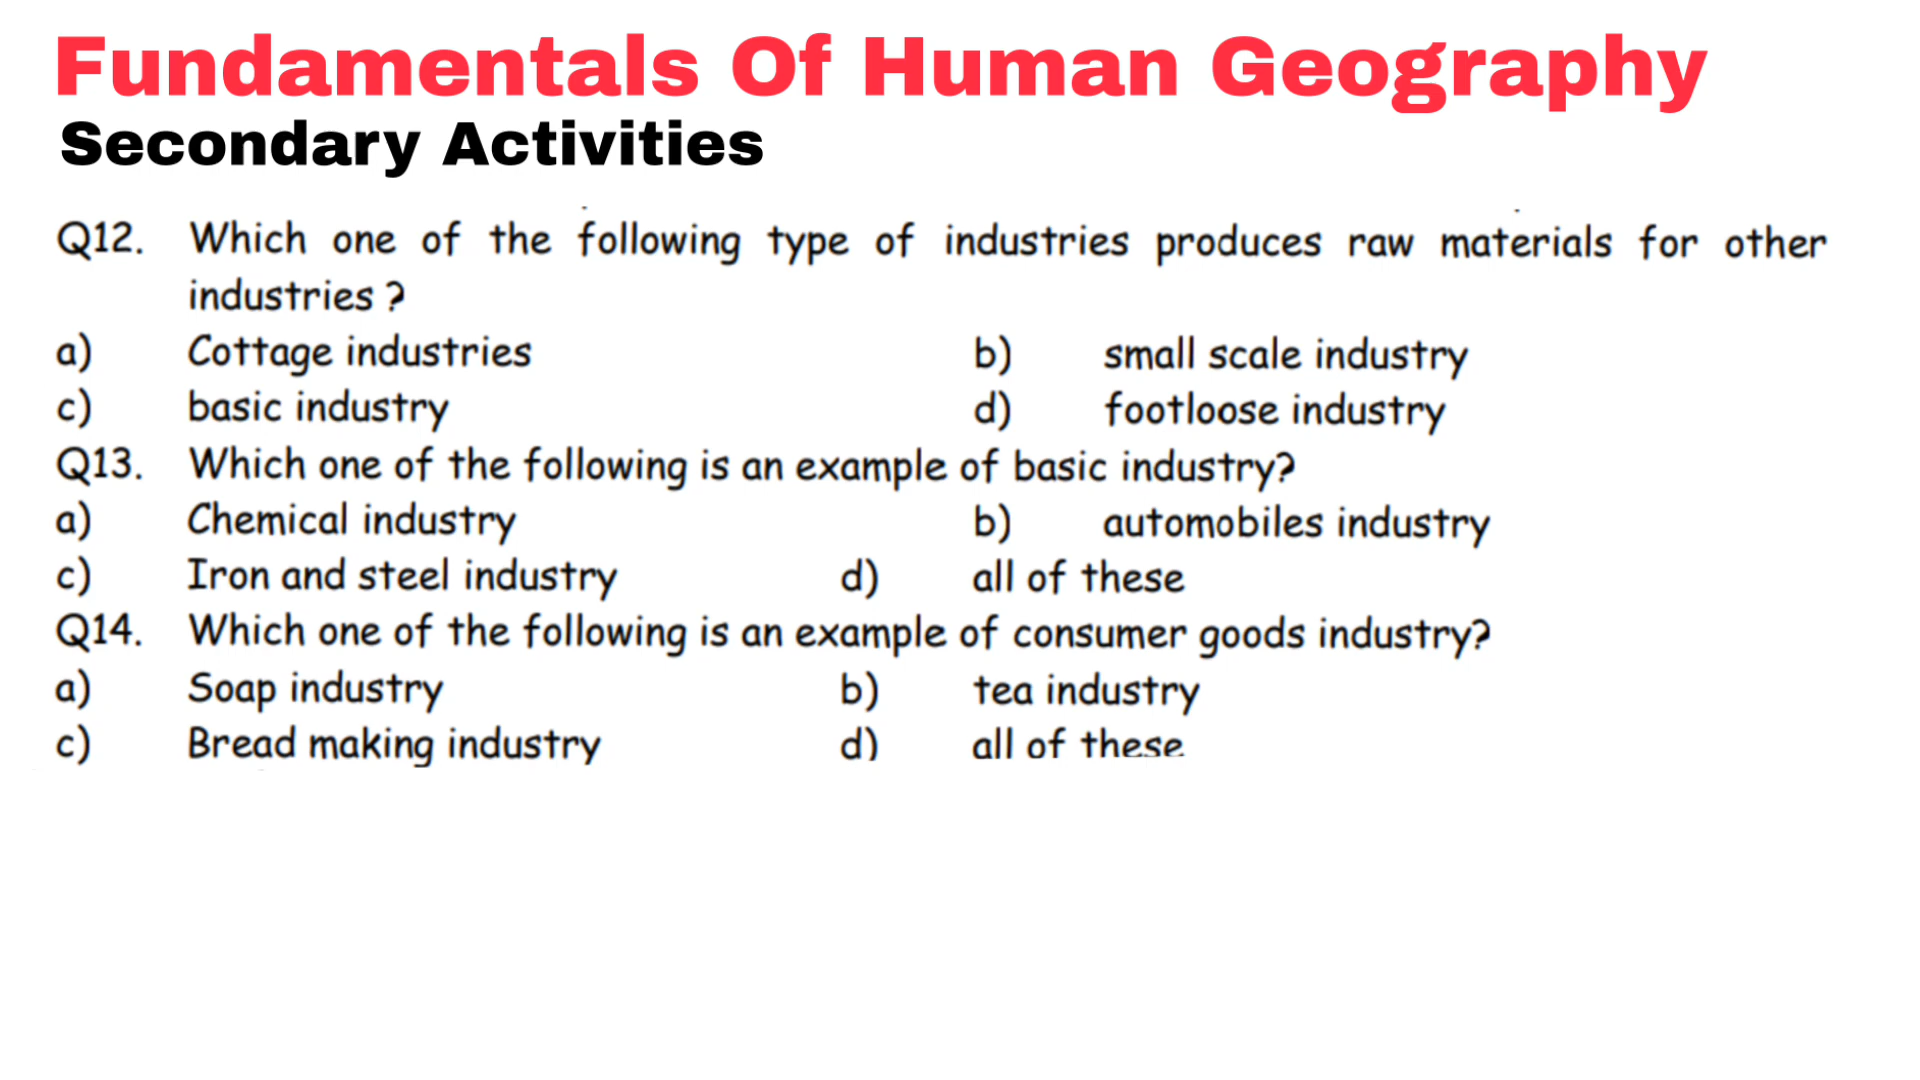 Fundamentals Of Human Geography
Secondary Activities
Q12. Which one of the following type of industries produces raw materials for other
industries ?
a) Cottage industries b) small scale industry
c) basic industry d) footloose industry
Q13. Which one of the following is an example of basic industry?
a) Chemical industry b) automobiles industry
c) Iron and steel industry d) all of these
Q14. Which one of the following is an example of consumer goods industry?
a) Soap industry b) tea industry
c) Bread making industry d) all of these